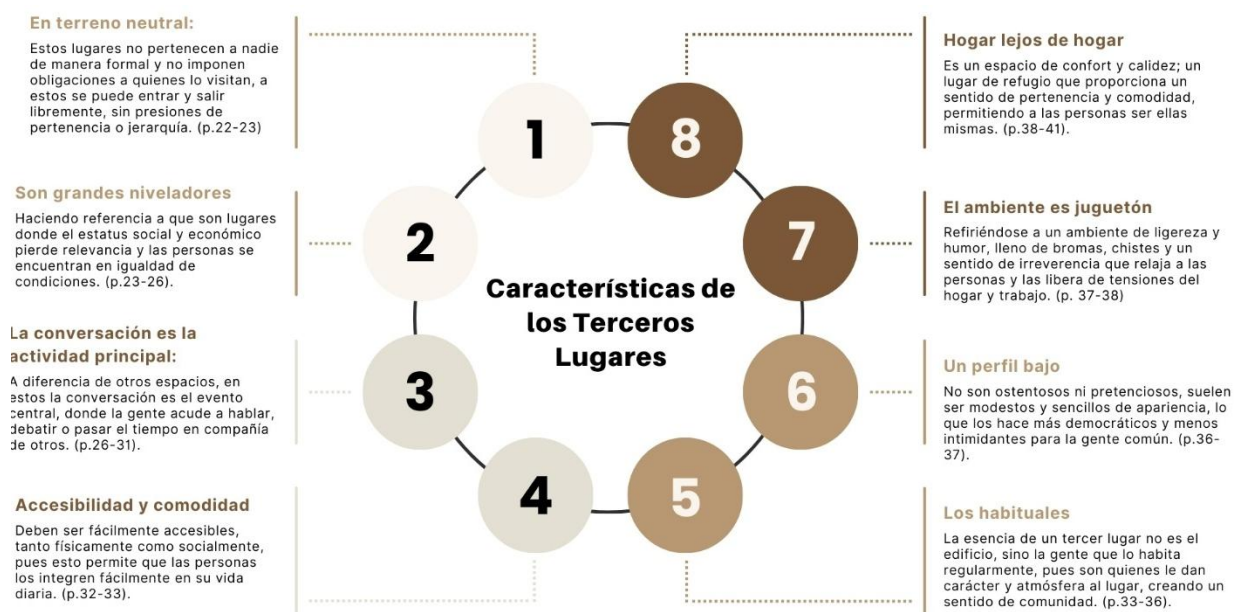 En terreno neutral:
Estos lugares no pertenecen a nadie
de manera formal y no imponen
obligaciones a quienes lo visitan, a
estos se puede entrar y salir
libremente, sin presiones de
pertenencia o jerarquía. (p.22-23)
Son grandes niveladores
Haciendo referencia a que son lugares
donde el estatus social y económico
pierde relevancia y las personas se
encuentran en igualdad de
condiciones. (p.23-26).
La conversación es la
actividad principal:
A diferencia de otros espacios, en
estos la conversación es el evento
central, donde la gente acude a hablar,
debatir o pasar el tiempo en compañía
de otros. (p.26-31).
Accesibilidad y comodidad
Deben ser fácilmente accesibles,
tanto físicamente como socialmente,
pues esto permite que las personas
los integren fácilmente en su vida
diaria. (p.32-33).
1
2
3
4
5
6
7
8
Características de
los Terceros
Lugares
Hogar lejos de hogar
Es un espacio de confort y calidez; un
lugar de refugio que proporciona un
sentido de pertenencia y comodidad,
permitiendo a las personas ser ellas
mismas. (p.38-41).
El ambiente es juguetón
Refiriéndose a un ambiente de ligereza y
humor, lleno de bromas, chistes y un
sentido de irreverencia que relaja a las
personas y las libera de tensiones del
hogar y trabajo. (p. 37-38)
Un perfil bajo
No son ostentosos ni pretenciosos, suelen
ser modestos y sencillos de apariencia, lo
que los hace más democráticos y menos
intimidantes para la gente común. (p.36-
37).
Los habituales
La esencia de un tercer lugar no es el
edificio, sino la gente que lo habita
regularmente, pues son quienes le dan
carácter y atmósfera al lugar, creando un
sentido de comunidad. (p.33-36).